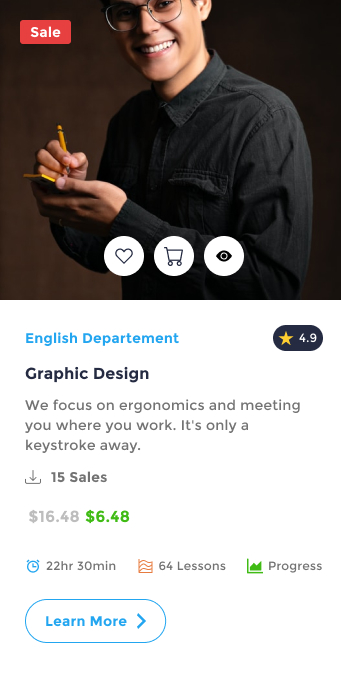 Sale
English Departement
4.9
Graphic Design
We focus on ergonomics and meeting
you where you work. It's only a
keystroke away.
15 Sales
$16.48 $6.48
22hr 30min
64 Lessons
Progress
Learn More